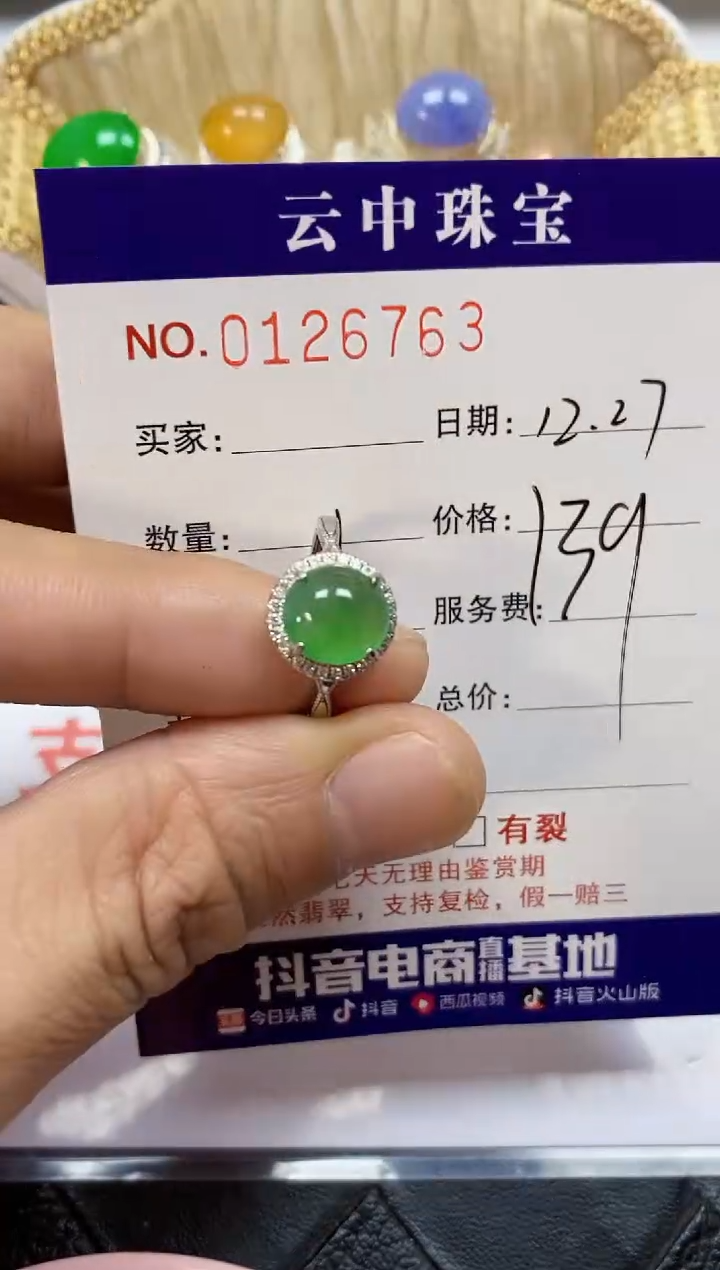 云中珠宝
NO.0126763
买家: 日期: 12.27
数量: 1 价格: 139
服务费:
总价:
□ 有裂
七天无理由鉴赏期
然翡翠，支持复检，假一赔三
抖音电商直播基地
今日头条 抖音 西瓜视频 抖音火山版